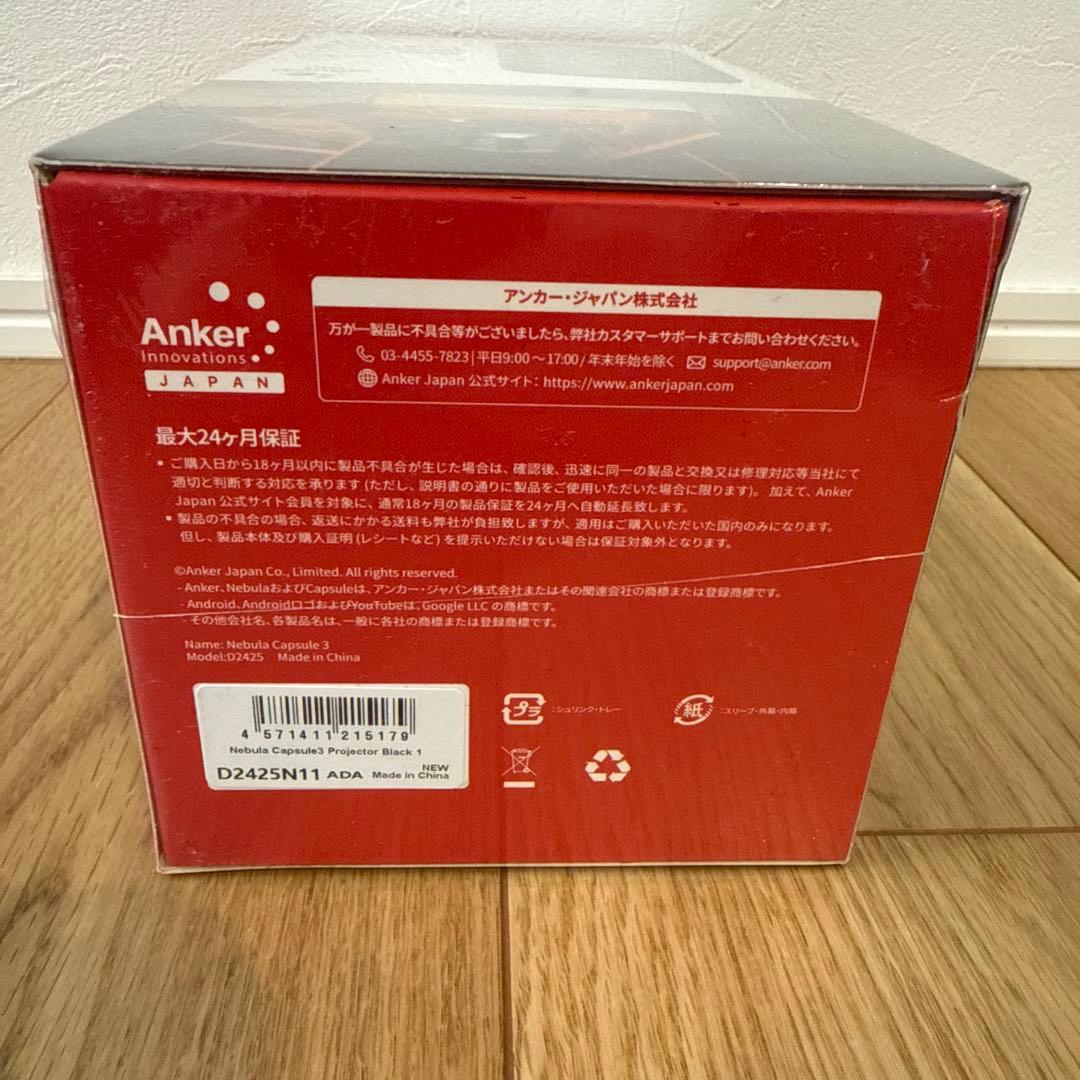 Anker
Innovations
JAPAN
アンカー・ジャパン株式会社
万が一製品に不具合等がございましたら、弊社カスタマーサポートまでお問い合わせください。
03-4455-7823 | 平日9:00～17:00 / 年末年始を除く support@anker.com
Anker Japan 公式サイト：https://www.ankerjapan.com
最大24ヶ月保証
▪ ご購入日から18ヶ月以内に製品不具合が生じた場合は、確認後、迅速に同一の製品と交換又は修理対応等当社にて
適切と判断する対応を承ります (ただし、説明書の通りに製品をご使用いただいた場合に限ります)。 加えて、Anker
Japan 公式サイト会員を対象に、通常18ヶ月の製品保証を24ヶ月へ自動延長致します。
▪ 製品の不具合の場合、返送にかかる送料も弊社が負担致しますが、適用はご購入いただいた国内のみになります。
但し、製品本体及び購入証明 (レシートなど) を提示いただけない場合は保証対象外となります。
©Anker Japan Co., Limited. All rights reserved.
- Anker、NebulaおよびCapsuleは、アンカー・ジャパン株式会社またはその関連会社の商標または登録商標です。
- Android、AndroidロゴおよびYouTubeは、Google LLC の商標です。
- その他会社名、各製品名は、一般に各社の商標または登録商標です。
Name: Nebula Capsule 3
Model:D2425 Made in China
4 571411 215179
Nebula Capsule3 Projector Black 1
NEW
D2425N11 ADA Made in China
プラ :シュリンク・トレー
紙 :スリーブ・外箱・内箱